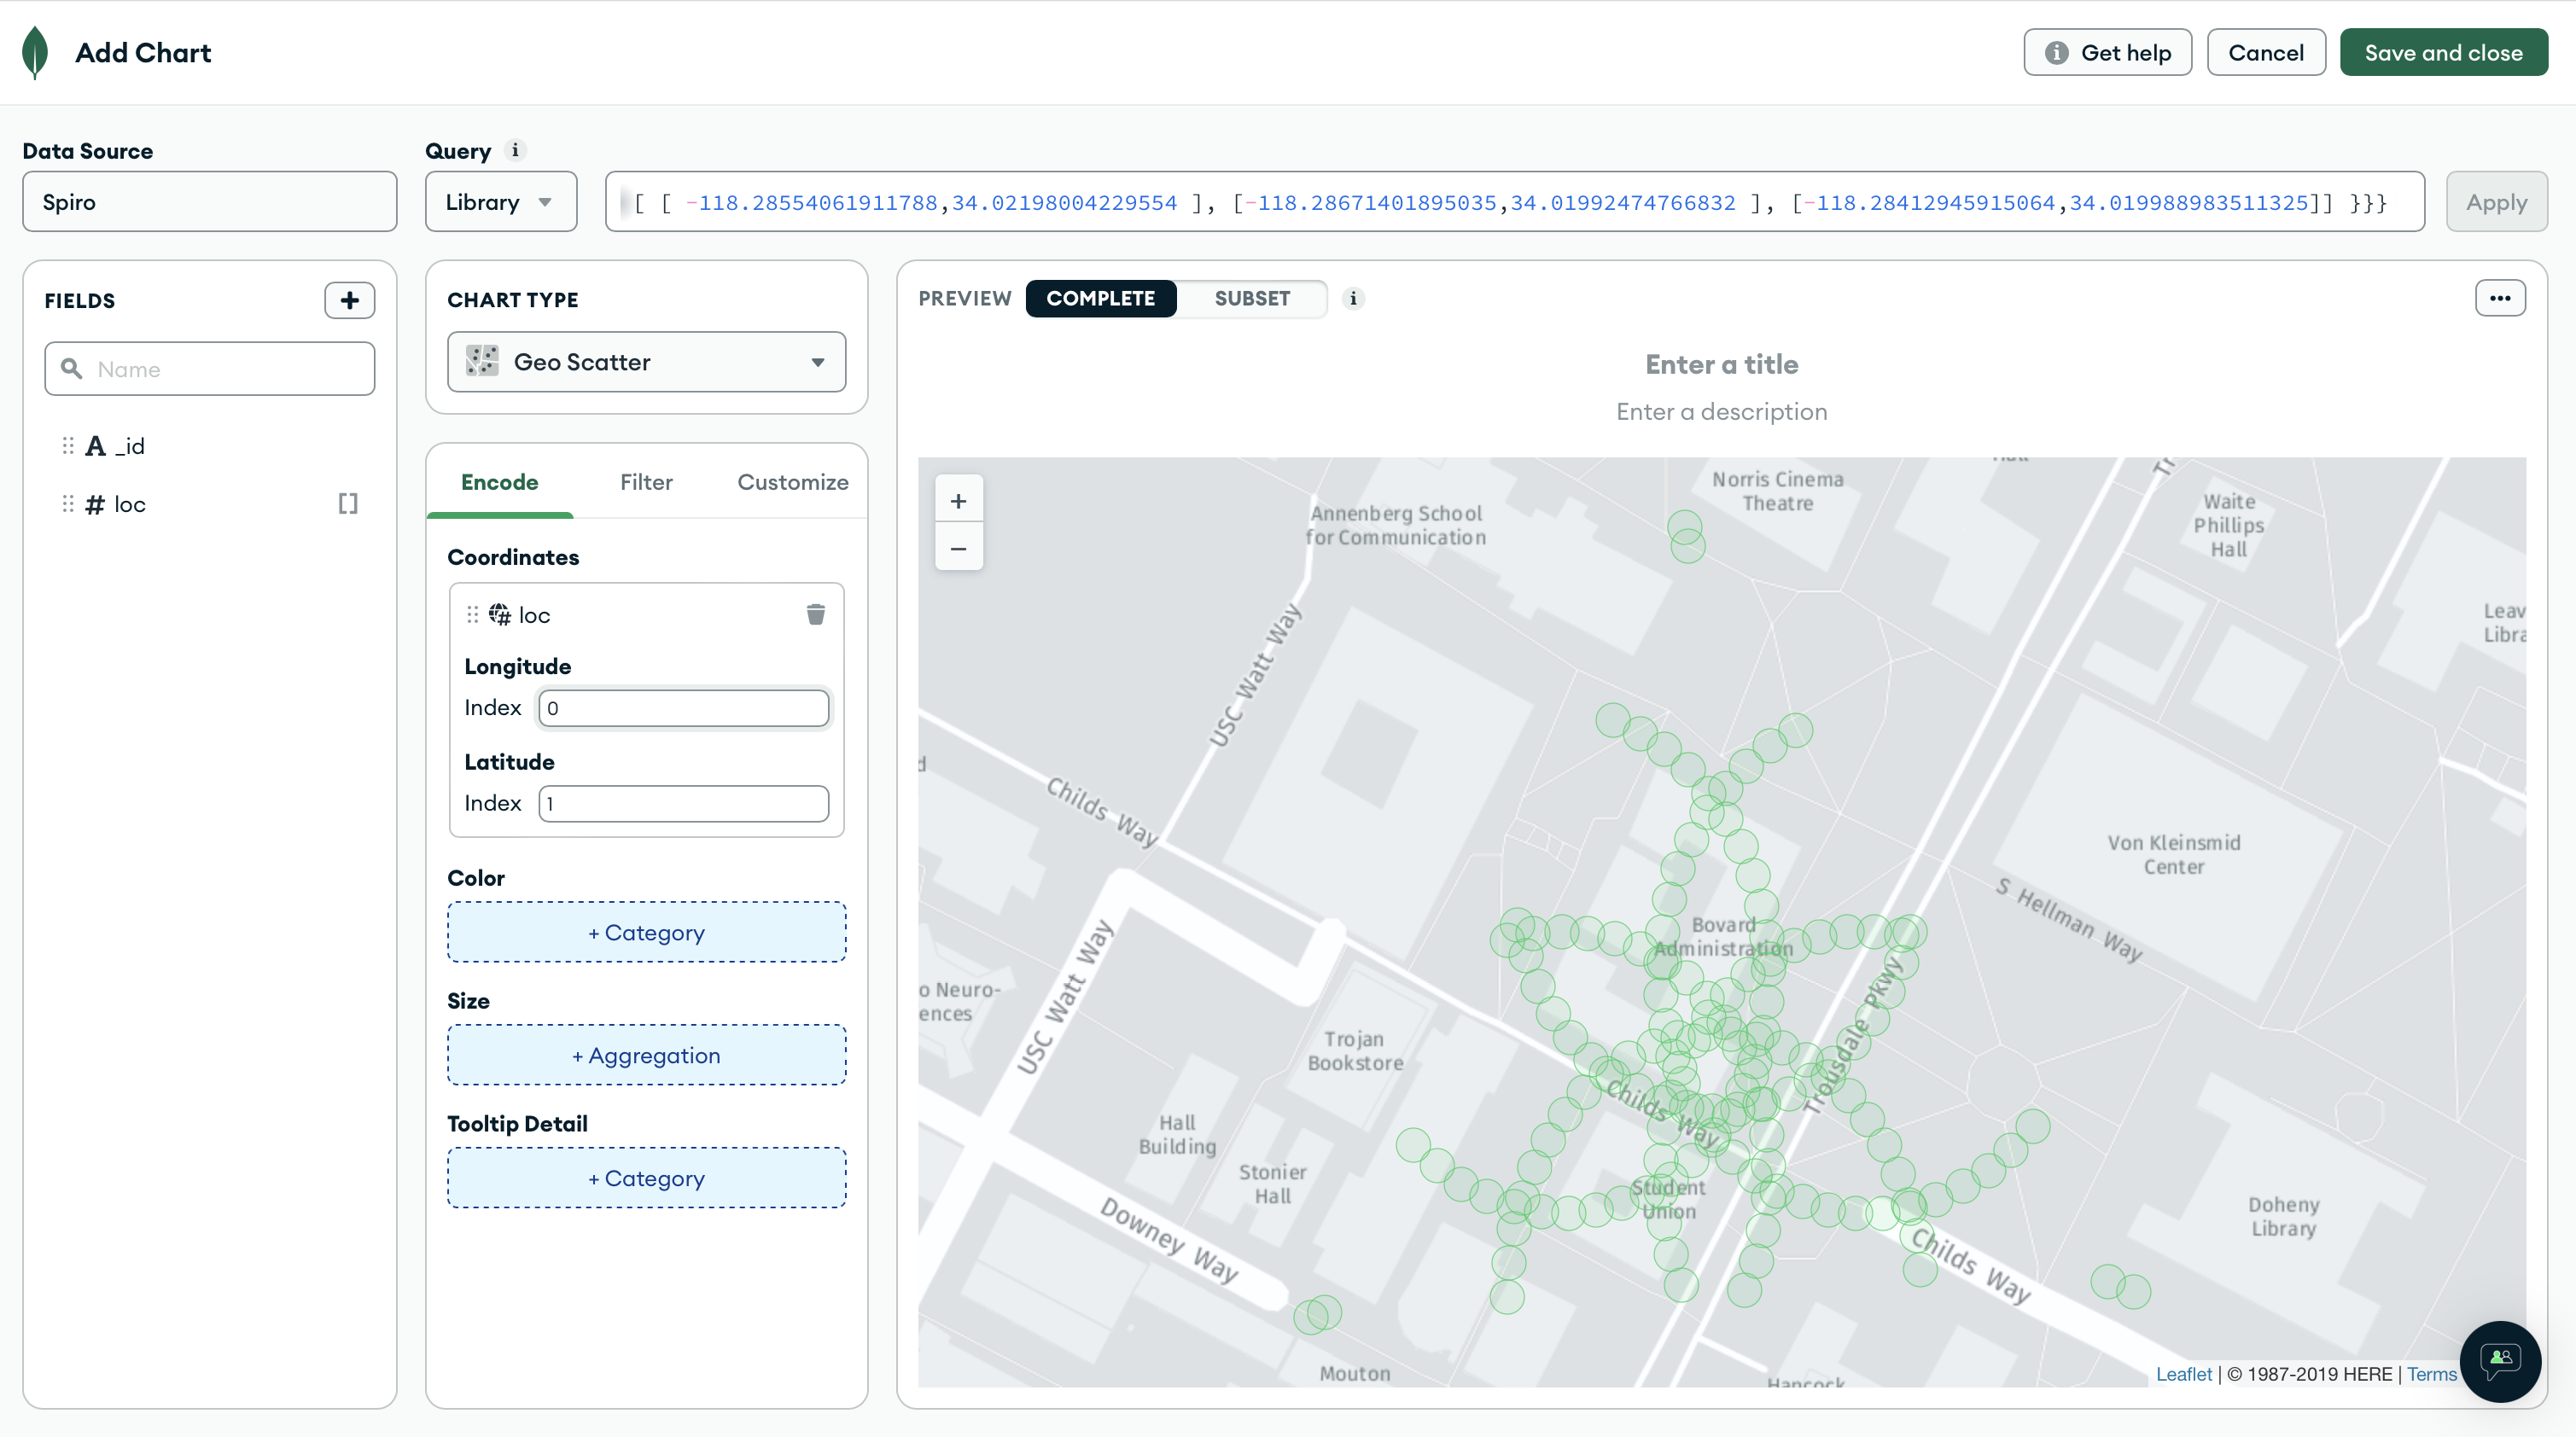 Add Chart
Get help
Cancel
Save and close
Data Source
Query
Spiro
Library
[ [ -118.28554061911788,34.02198004229554 ], [-118.28671401895035,34.01992474766832 ], [-118.28412945915064,34.019988983511325]] }}}
Apply
FIELDS
Name
_id
# loc
[]
CHART TYPE
Geo Scatter
Encode
Filter
Customize
Coordinates
loc
Longitude
Index
0
Latitude
Index
1
Color
+ Category
Size
+ Aggregation
Tooltip Detail
+ Category
PREVIEW
COMPLETE
SUBSET
Enter a title
Enter a description
+
−
Annenberg School
for Communication
Norris Cinema
Theatre
Waite
Phillips
Hall
USC Watt Way
Childs Way
Von Kleinsmid
Center
S Hellman Way
Bovard
Administration
USC Watt Way
Trousdale Pkwy
Trojan
Bookstore
Childs Way
Hall
Building
Stonier
Hall
Student
Union
Doheny
Library
Downey Way
Childs Way
Mouton
Leaflet | © 1987-2019 HERE | Terms